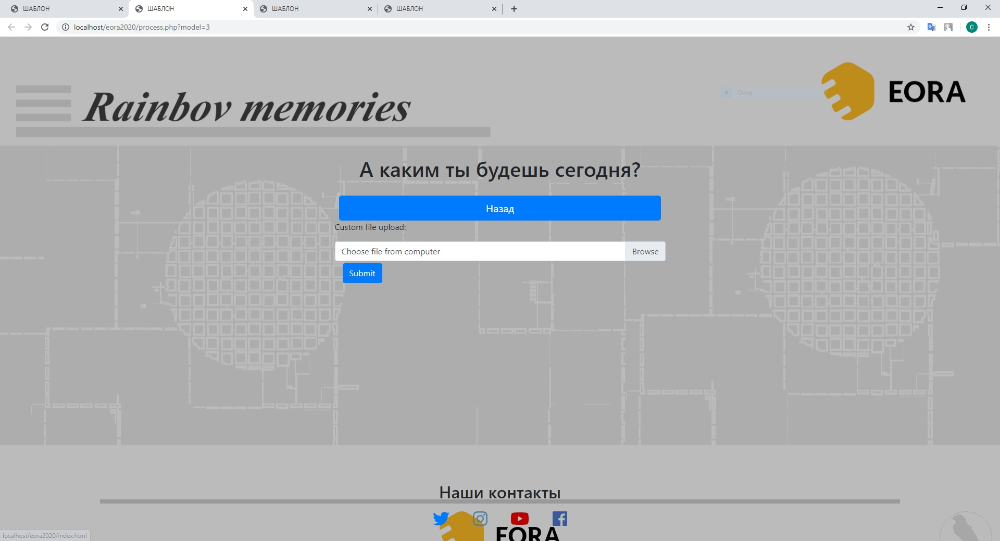 ШАБЛОН
ШАБЛОН
ШАБЛОН
ШАБЛОН
localhost/eora2020/process.php?model=3
C
Rainbov memories
Окно
EORA
А каким ты будешь сегодня?
Назад
Custom file upload:
Choose file from computer
Browse
Submit
Наши контакты
EORA
localhost/eora2020/index.html